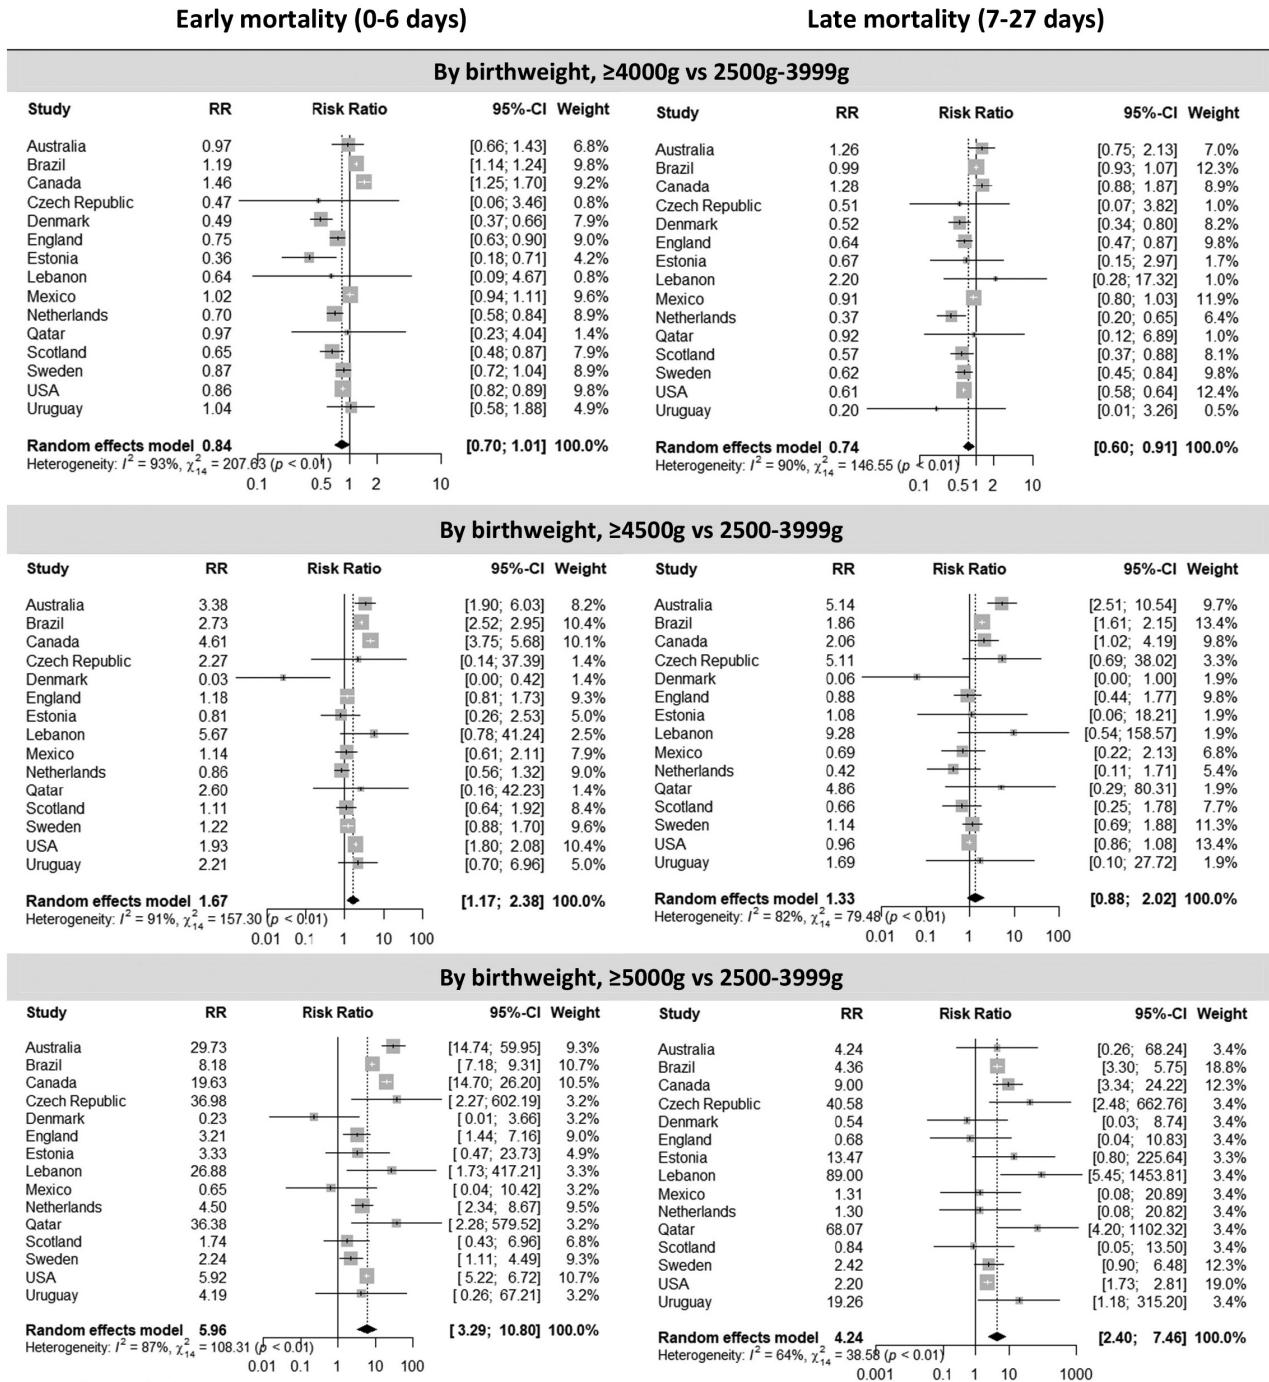 Early mortality (0-6 days)
Late mortality (7-27 days)
By birthweight, ≥4000g vs 2500g-3999g
Study RR Risk Ratio 95%-CI Weight
Australia 0.97 [0.66; 1.43] 6.8%
Brazil 1.19 [1.14; 1.24] 9.8%
Canada 1.46 [1.25; 1.70] 9.2%
Czech Republic 0.47 [0.06; 3.46] 0.8%
Denmark 0.49 [0.37; 0.66] 7.9%
England 0.75 [0.63; 0.90] 9.0%
Estonia 0.36 [0.18; 0.71] 4.2%
Lebanon 0.64 [0.09; 4.67] 0.8%
Mexico 1.02 [0.94; 1.11] 9.6%
Netherlands 0.70 [0.58; 0.84] 8.9%
Qatar 0.97 [0.23; 4.04] 1.4%
Scotland 0.65 [0.48; 0.87] 7.9%
Sweden 0.87 [0.72; 1.04] 8.9%
USA 0.86 [0.82; 0.89] 9.8%
Uruguay 1.04 [0.58; 1.88] 4.9%
Random effects model 0.84 [0.70; 1.01] 100.0%
Heterogeneity: I² = 93%, χ²₁₄ = 207.63 (p < 0.01)
0.1 0.5 1 2 10
Study RR Risk Ratio 95%-CI Weight
Australia 1.26 [0.75; 2.13] 7.0%
Brazil 0.99 [0.93; 1.07] 12.3%
Canada 1.28 [0.88; 1.87] 8.9%
Czech Republic 0.51 [0.07; 3.82] 1.0%
Denmark 0.52 [0.34; 0.80] 8.2%
England 0.64 [0.47; 0.87] 9.8%
Estonia 0.67 [0.15; 2.97] 1.7%
Lebanon 2.20 [0.28; 17.32] 1.0%
Mexico 0.91 [0.80; 1.03] 11.9%
Netherlands 0.37 [0.20; 0.65] 6.4%
Qatar 0.92 [0.12; 6.89] 1.0%
Scotland 0.57 [0.37; 0.88] 8.1%
Sweden 0.62 [0.45; 0.84] 9.8%
USA 0.61 [0.58; 0.64] 12.4%
Uruguay 0.20 [0.01; 3.26] 0.5%
Random effects model 0.74 [0.60; 0.91] 100.0%
Heterogeneity: I² = 90%, χ²₁₄ = 146.55 (p < 0.01)
0.1 0.5 1 2 10
By birthweight, ≥4500g vs 2500-3999g
Study RR Risk Ratio 95%-CI Weight
Australia 3.38 [1.90; 6.03] 8.2%
Brazil 2.73 [2.52; 2.95] 10.4%
Canada 4.61 [3.75; 5.68] 10.1%
Czech Republic 2.27 [0.14; 37.39] 1.4%
Denmark 0.03 [0.00; 0.42] 1.4%
England 1.18 [0.81; 1.73] 9.3%
Estonia 0.81 [0.26; 2.53] 5.0%
Lebanon 5.67 [0.78; 41.24] 2.5%
Mexico 1.14 [0.61; 2.11] 7.9%
Netherlands 0.86 [0.56; 1.32] 9.0%
Qatar 2.60 [0.16; 42.23] 1.4%
Scotland 1.11 [0.64; 1.92] 8.4%
Sweden 1.22 [0.88; 1.70] 9.6%
USA 1.93 [1.80; 2.08] 10.4%
Uruguay 2.21 [0.70; 6.96] 5.0%
Random effects model 1.67 [1.17; 2.38] 100.0%
Heterogeneity: I² = 91%, χ²₁₄ = 157.30 (p < 0.01)
0.01 0.1 1 10 100
Study RR Risk Ratio 95%-CI Weight
Australia 5.14 [2.51; 10.54] 9.7%
Brazil 1.86 [1.61; 2.15] 13.4%
Canada 2.06 [1.02; 4.19] 9.8%
Czech Republic 5.11 [0.69; 38.02] 3.3%
Denmark 0.06 [0.00; 1.00] 1.9%
England 0.88 [0.44; 1.77] 9.8%
Estonia 1.08 [0.06; 18.21] 1.9%
Lebanon 9.28 [0.54; 158.57] 1.9%
Mexico 0.69 [0.22; 2.13] 6.8%
Netherlands 0.42 [0.11; 1.71] 5.4%
Qatar 4.86 [0.29; 80.31] 1.9%
Scotland 0.66 [0.25; 1.78] 7.7%
Sweden 1.14 [0.69; 1.88] 11.3%
USA 0.96 [0.86; 1.08] 13.4%
Uruguay 1.69 [0.10; 27.72] 1.9%
Random effects model 1.33 [0.88; 2.02] 100.0%
Heterogeneity: I² = 82%, χ²₁₄ = 79.48 (p < 0.01)
0.01 0.1 1 10 100
By birthweight, ≥5000g vs 2500-3999g
Study RR Risk Ratio 95%-CI Weight
Australia 29.73 [14.74; 59.95] 9.3%
Brazil 8.18 [ 7.18; 9.31] 10.7%
Canada 19.63 [14.70; 26.20] 10.5%
Czech Republic 36.98 [ 2.27; 602.19] 3.2%
Denmark 0.23 [ 0.01; 3.66] 3.2%
England 3.21 [ 1.44; 7.16] 9.0%
Estonia 3.33 [ 0.47; 23.73] 4.9%
Lebanon 26.88 [ 1.73; 417.21] 3.3%
Mexico 0.65 [ 0.04; 10.42] 3.2%
Netherlands 4.50 [ 2.34; 8.67] 9.5%
Qatar 36.38 [ 2.28; 579.52] 3.2%
Scotland 1.74 [ 0.43; 6.96] 6.8%
Sweden 2.24 [ 1.11; 4.49] 9.3%
USA 5.92 [ 5.22; 6.72] 10.7%
Uruguay 4.19 [ 0.26; 67.21] 3.2%
Random effects model 5.96 [ 3.29; 10.80] 100.0%
Heterogeneity: I² = 87%, χ²₁₄ = 108.31 (p < 0.01)
0.01 0.1 1 10 100
Study RR Risk Ratio 95%-CI Weight
Australia 4.24 [0.26; 68.24] 3.4%
Brazil 4.36 [3.30; 5.75] 18.8%
Canada 9.00 [3.34; 24.22] 12.3%
Czech Republic 40.58 [2.48; 662.76] 3.4%
Denmark 0.54 [0.03; 8.74] 3.4%
England 0.68 [0.04; 10.83] 3.4%
Estonia 13.47 [0.80; 225.64] 3.3%
Lebanon 89.00 [5.45; 1453.81] 3.4%
Mexico 1.31 [0.08; 20.89] 3.4%
Netherlands 1.30 [0.08; 20.82] 3.4%
Qatar 68.07 [4.20; 1102.32] 3.4%
Scotland 0.84 [0.05; 13.50] 3.4%
Sweden 2.42 [0.90; 6.48] 12.3%
USA 2.20 [1.73; 2.81] 19.0%
Uruguay 19.26 [1.18; 315.20] 3.4%
Random effects model 4.24 [2.40; 7.46] 100.0%
Heterogeneity: I² = 64%, χ²₁₄ = 38.58 (p < 0.01)
0.001 0.1 1 10 1000